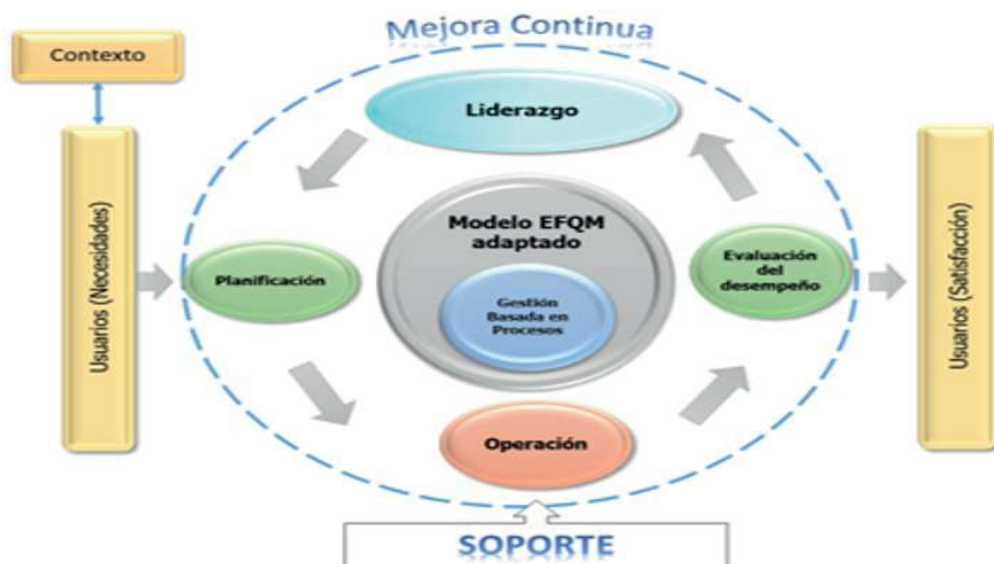 Mejora Continua
Contexto
Liderazgo
Usuarios (Necesidades)
Modelo EFQM
adaptado
Planificación
Gestión
Basada en
Procesos
Evaluación
del
desempeño
Usuarios (Satisfacción)
Operación
SOPORTE